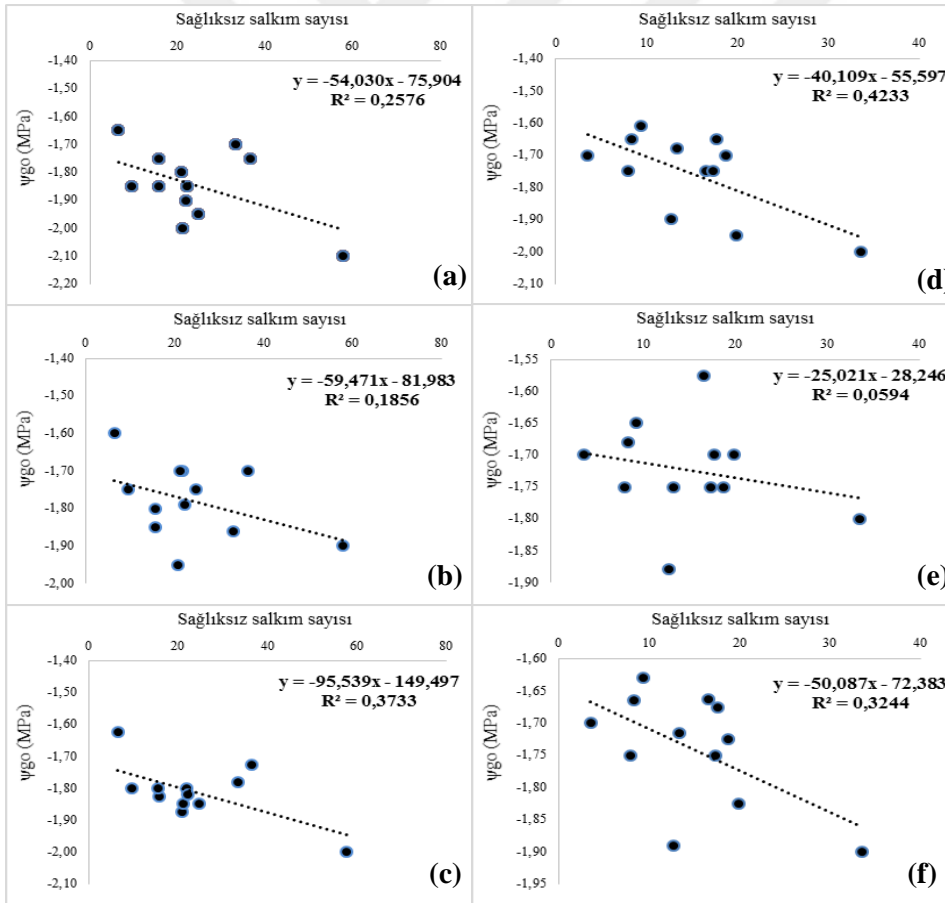 Sağlıksız salkım sayısı
0 20 40 60 80
-1,40
-1,50
-1,60
-1,70
-1,80
-1,90
-2,00
-2,10
-2,20
ψgo (MPa)
y = -54,030x - 75,904
R² = 0,2576
(a)
Sağlıksız salkım sayısı
0 10 20 30 40
-1,40
-1,50
-1,60
-1,70
-1,80
-1,90
-2,00
-2,10
ψgo (MPa)
y = -40,109x - 55,597
R² = 0,4233
(d)
Sağlıksız salkım sayısı
0 20 40 60 80
-1,40
-1,50
-1,60
-1,70
-1,80
-1,90
-2,00
ψgo (MPa)
y = -59,471x - 81,983
R² = 0,1856
(b)
Sağlıksız salkım sayısı
0 10 20 30 40
-1,55
-1,60
-1,65
-1,70
-1,75
-1,80
-1,85
-1,90
ψgo (MPa)
y = -25,021x - 28,246
R² = 0,0594
(e)
Sağlıksız salkım sayısı
0 20 40 60 80
-1,40
-1,50
-1,60
-1,70
-1,80
-1,90
-2,00
-2,10
ψgo (MPa)
y = -95,539x - 149,497
R² = 0,3733
(c)
Sağlıksız salkım sayısı
0 10 20 30 40
-1,60
-1,65
-1,70
-1,75
-1,80
-1,85
-1,90
-1,95
ψgo (MPa)
y = -50,087x - 72,383
R² = 0,3244
(f)